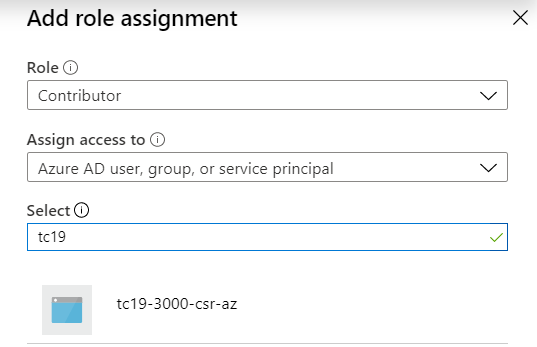 Add role assignment
Role
Contributor
Assign access to
Azure AD user, group, or service principal
Select
tc19
tc19-3000-csr-az